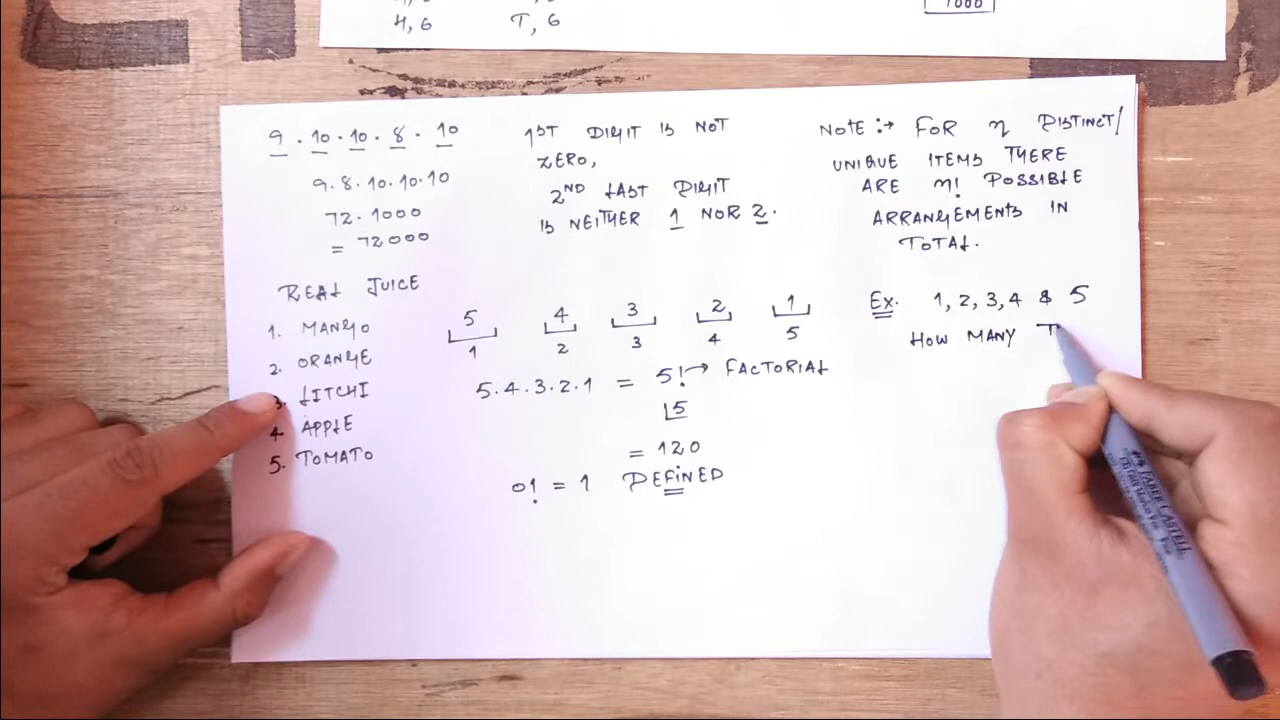 4, 6 T, 6
1000
9 . 10 . 10 . 8 . 10
9.8.10.10.10
72.1000
= 72000
1ST DIGIT IS NOT
ZERO,
2ND LAST DIGIT
IS NEITHER 1 NOR 2.
NOTE :→ FOR n DISTINCT/
UNIQUE ITEMS THERE
ARE n! POSSIBLE
ARRANGEMENTS IN
TOTAL.
REAL JUICE
1. MANGO
2. ORANGE
3. LITCHI
4. APPLE
5. TOMATO
5 4 3 2 1
1 2 3 4 5
5.4.3.2.1 = 5! → FACTORIAL
|5
= 120
0! = 1 DEFINED
Ex. 1, 2, 3, 4 & 5
HOW MANY T
FABER CASTELL